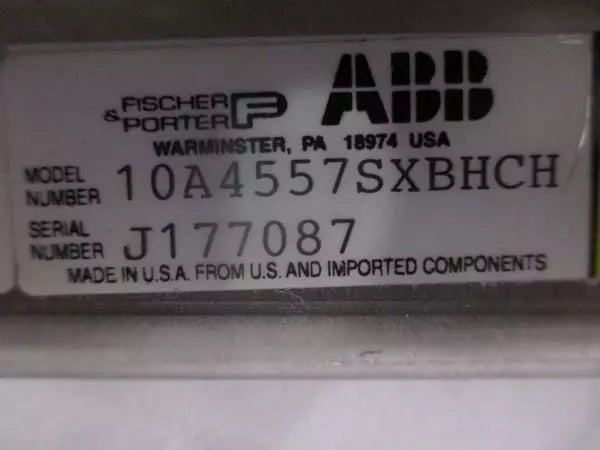 FISCHER & PORTER FP ABB
WARMINSTER, PA 18974 USA
MODEL NUMBER 10A4557SXBHCH
SERIAL NUMBER J177087
MADE IN U.S.A. FROM U.S. AND IMPORTED COMPONENTS